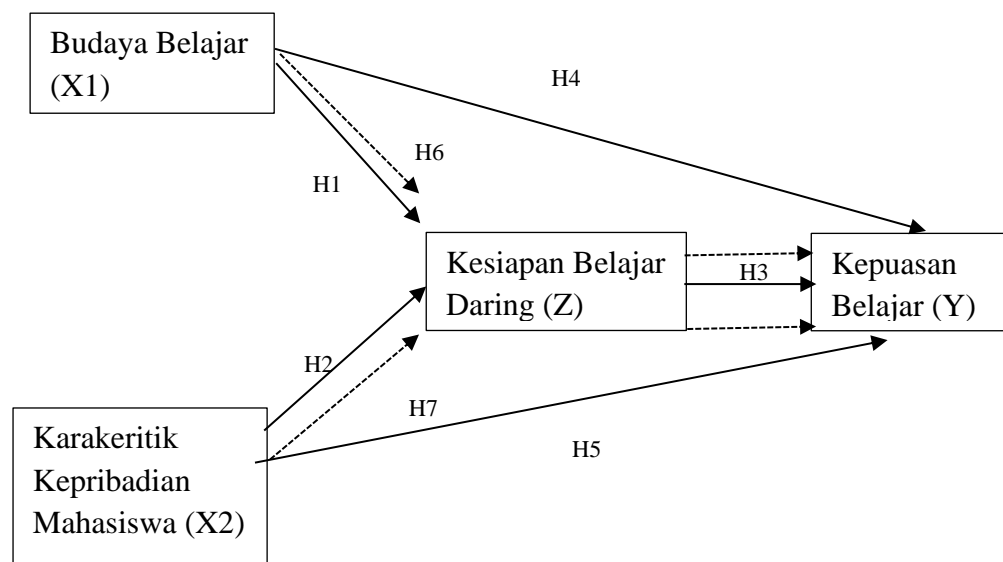 Budaya Belajar
(X1)
H4
H6
H1
Kesiapan Belajar
Daring (Z)
H3
Kepuasan
Belajar (Y)
H2
H7
H5
Karakeritik
Kepribadian
Mahasiswa (X2)